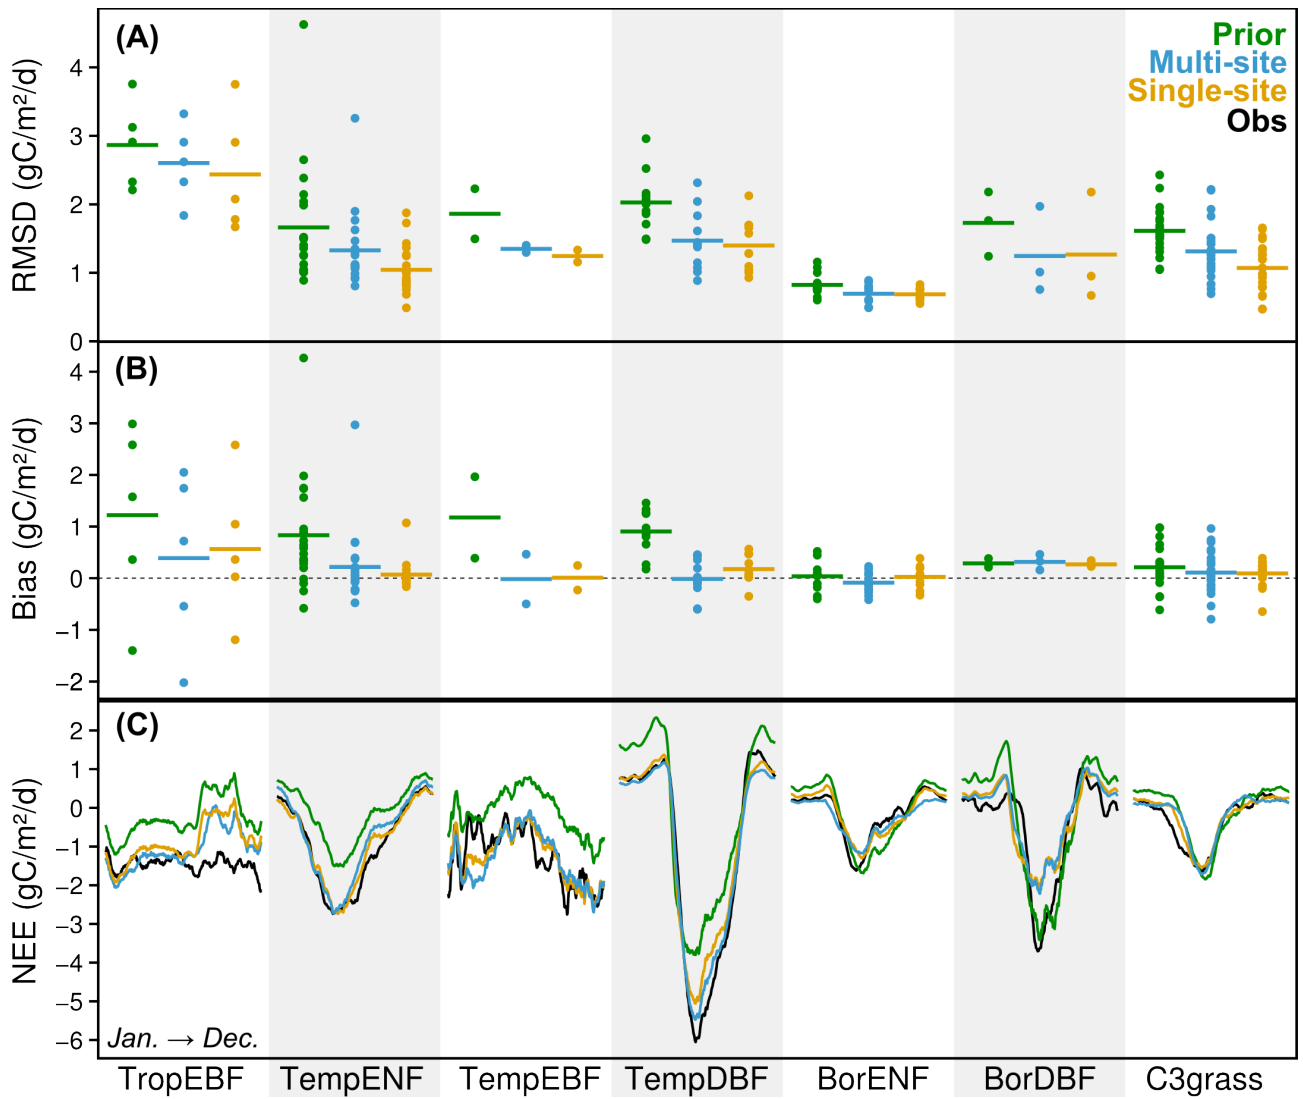 (A)
Prior
Multi-site
Single-site
Obs
RMSD (gC/m²/d)
4
3
2
1
0
(B)
Bias (gC/m²/d)
4
3
2
1
0
−1
−2
(C)
NEE (gC/m²/d)
2
1
0
−1
−2
−3
−4
−5
−6
Jan. → Dec.
TropEBF TempENF TempEBF TempDBF BorENF BorDBF C3grass